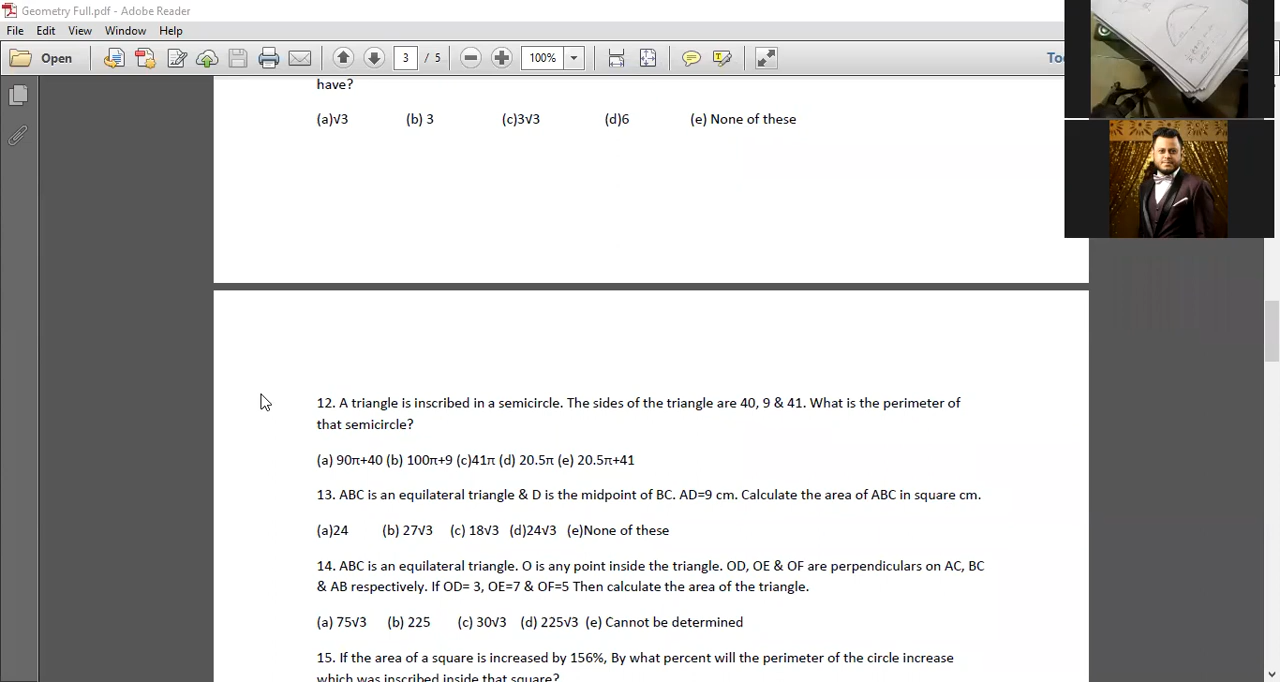 Geometry Full.pdf - Adobe Reader
File Edit View Window Help
Open 3 / 5 100% To
have?
(a)√3 (b) 3 (c)3√3 (d)6 (e) None of these
12. A triangle is inscribed in a semicircle. The sides of the triangle are 40, 9 & 41. What is the perimeter of
that semicircle?
(a) 90π+40 (b) 100π+9 (c)41π (d) 20.5π (e) 20.5π+41
13. ABC is an equilateral triangle & D is the midpoint of BC. AD=9 cm. Calculate the area of ABC in square cm.
(a)24 (b) 27√3 (c) 18√3 (d)24√3 (e)None of these
14. ABC is an equilateral triangle. O is any point inside the triangle. OD, OE & OF are perpendiculars on AC, BC
& AB respectively. If OD= 3, OE=7 & OF=5 Then calculate the area of the triangle.
(a) 75√3 (b) 225 (c) 30√3 (d) 225√3 (e) Cannot be determined
15. If the area of a square is increased by 156%, By what percent will the perimeter of the circle increase
which was inscribed inside that square?